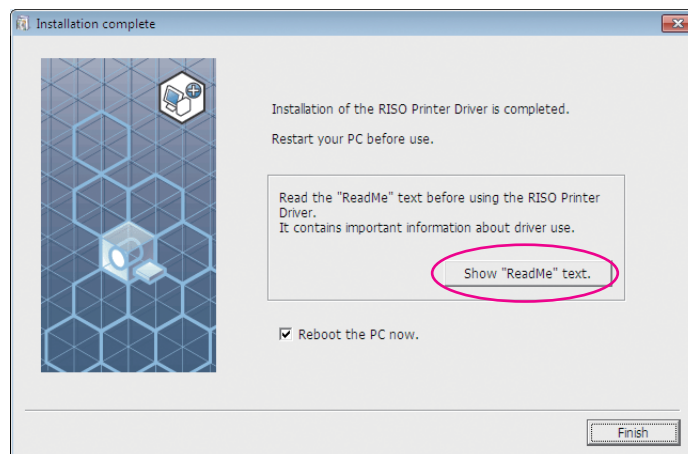 Installation complete
Installation of the RISO Printer Driver is completed.
Restart your PC before use.
Read the "ReadMe" text before using the RISO Printer
Driver.
It contains important information about driver use.
Show "ReadMe" text.
Reboot the PC now.
Finish